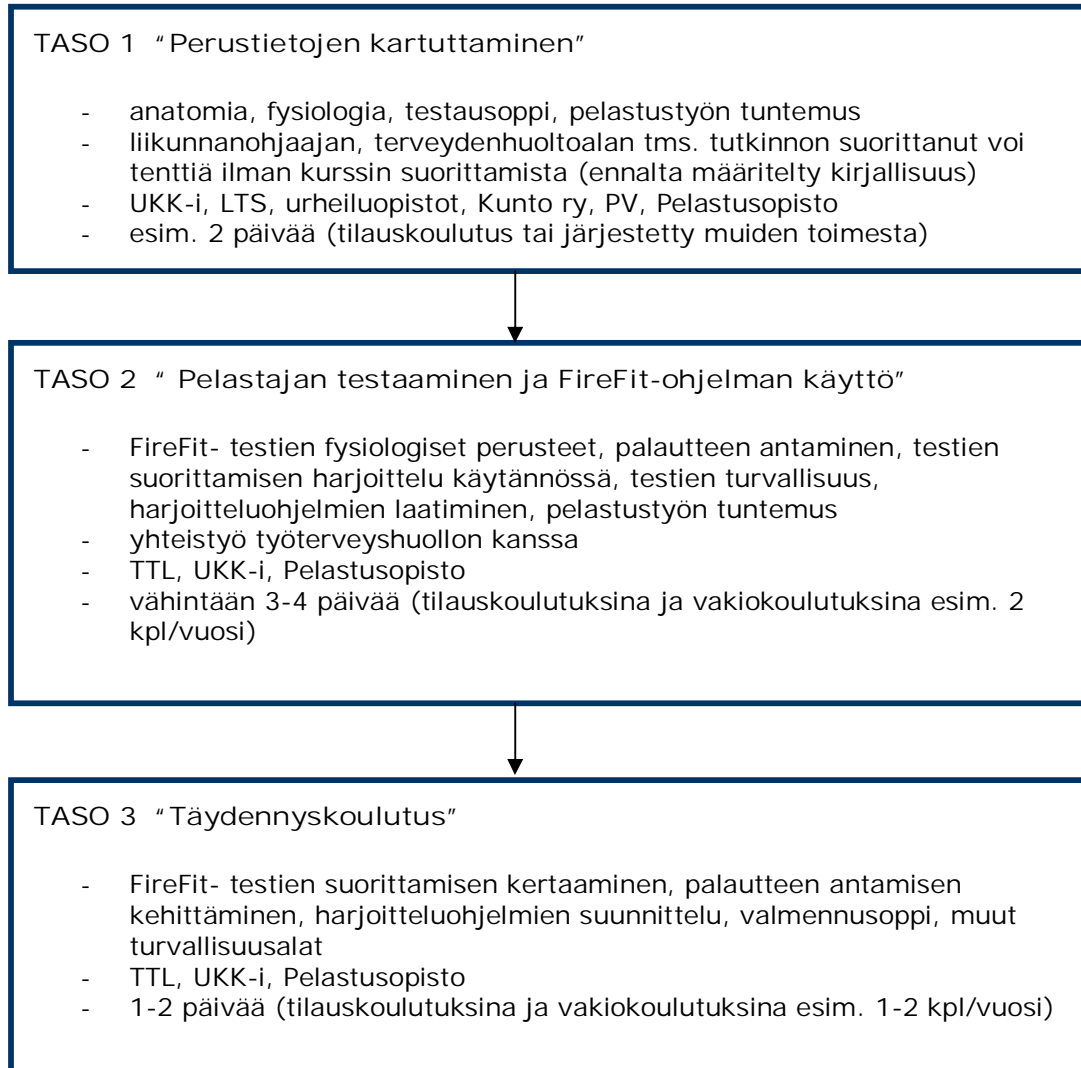 TASO 1 “Perustietojen kartuttaminen”
- anatomia, fysiologia, testausoppi, pelastustyön tuntemus
- liikunnanohjaajan, terveydenhuoltoalan tms. tutkinnon suorittanut voi
tenttiä ilman kurssin suorittamista (ennalta määritelty kirjallisuus)
- UKK-i, LTS, urheiluopistot, Kunto ry, PV, Pelastusopisto
- esim. 2 päivää (tilauskoulutus tai järjestetty muiden toimesta)
TASO 2 “ Pelastajan testaaminen ja FireFit-ohjelman käyttö”
- FireFit- testien fysiologiset perusteet, palautteen antaminen, testien
suorittamisen harjoittelu käytännössä, testien turvallisuus,
harjoitteluohjelmien laatiminen, pelastustyön tuntemus
- yhteistyö työterveyshuollon kanssa
- TTL, UKK-i, Pelastusopisto
- vähintään 3-4 päivää (tilauskoulutuksina ja vakiokoulutuksina esim. 2
kpl/vuosi)
TASO 3 “Täydennyskoulutus”
- FireFit- testien suorittamisen kertaaminen, palautteen antamisen
kehittäminen, harjoitteluohjelmien suunnittelu, valmennusoppi, muut
turvallisuusalat
- TTL, UKK-i, Pelastusopisto
- 1-2 päivää (tilauskoulutuksina ja vakiokoulutuksina esim. 1-2 kpl/vuosi)